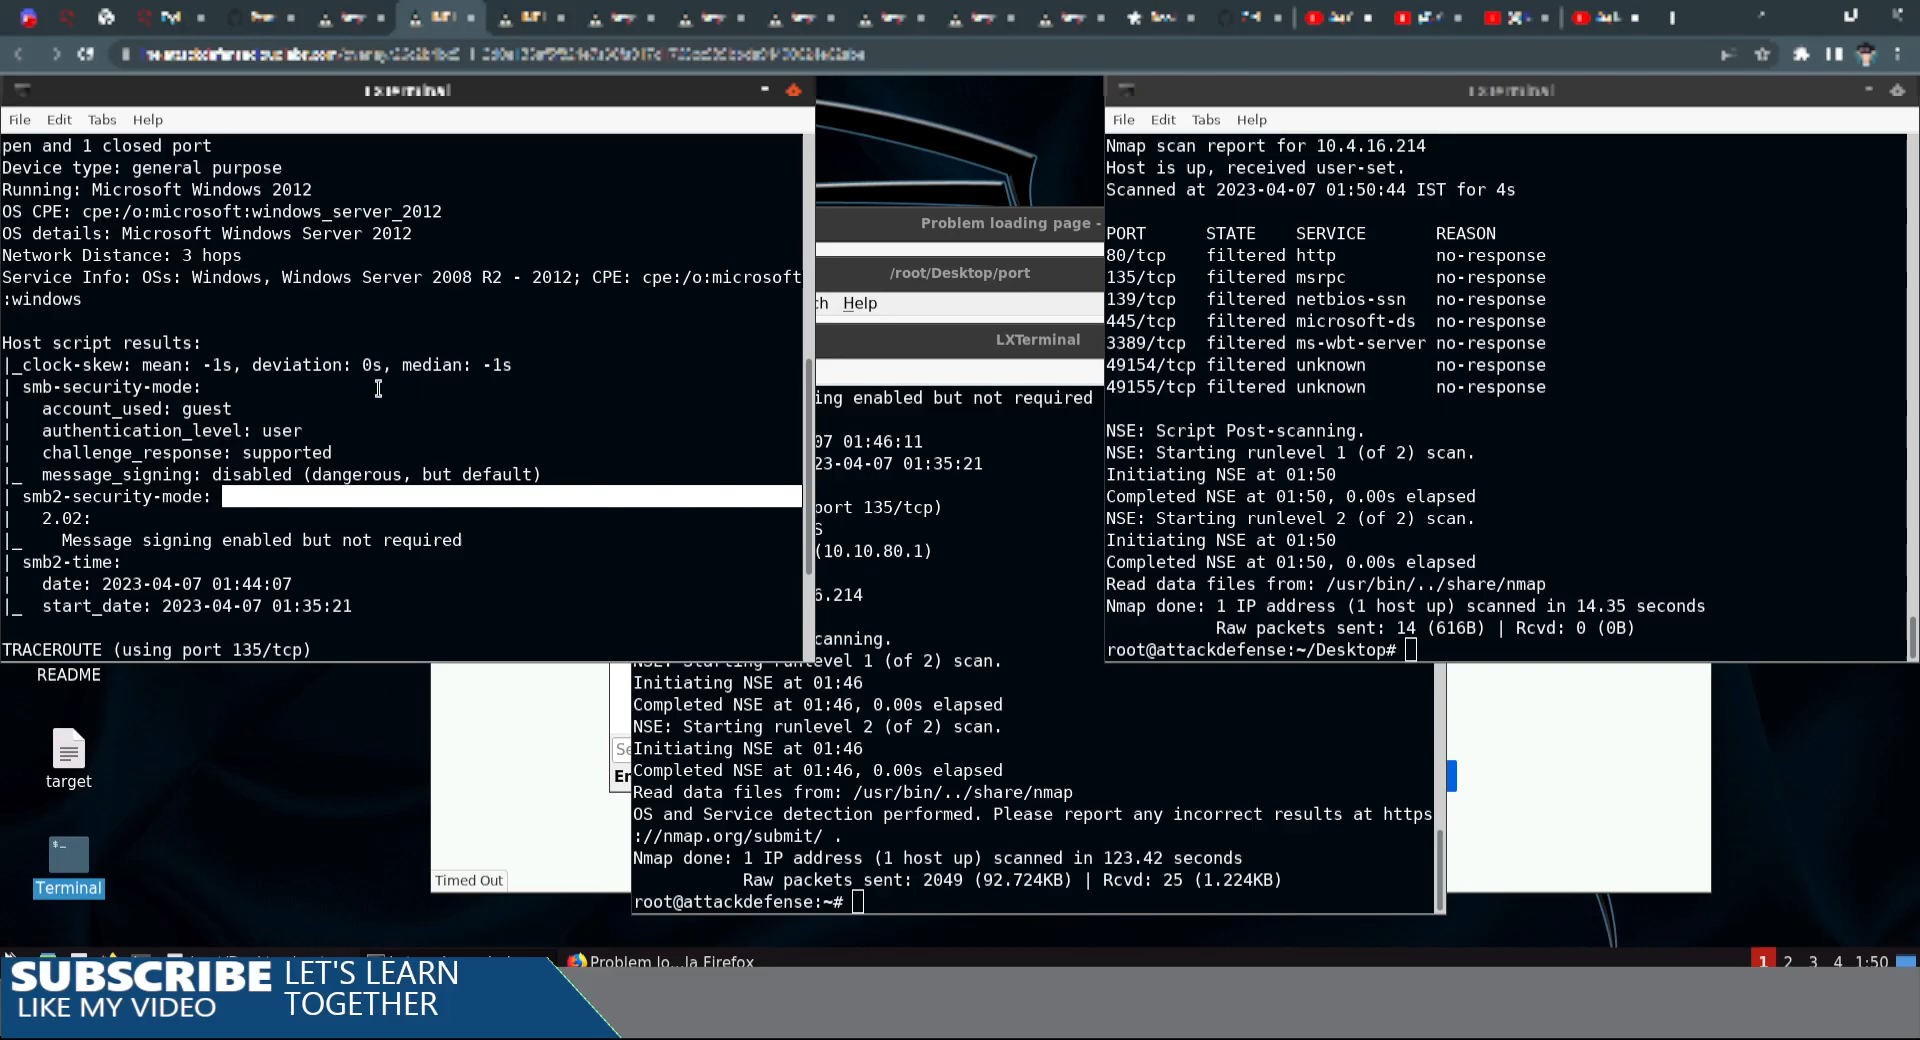 LXTerminal
File Edit Tabs Help
pen and 1 closed port
Device type: general purpose
Running: Microsoft Windows 2012
OS CPE: cpe:/o:microsoft:windows_server_2012
OS details: Microsoft Windows Server 2012
Network Distance: 3 hops
Service Info: OSs: Windows, Windows Server 2008 R2 - 2012; CPE: cpe:/o:microsoft
:windows
Host script results:
|_clock-skew: mean: -1s, deviation: 0s, median: -1s
| smb-security-mode:
|   account_used: guest
|   authentication_level: user
|   challenge_response: supported
|_  message_signing: disabled (dangerous, but default)
| smb2-security-mode:
|   2.02:
|_    Message signing enabled but not required
| smb2-time:
|   date: 2023-04-07 01:44:07
|_  start_date: 2023-04-07 01:35:21
TRACEROUTE (using port 135/tcp)
Problem loading page -
/root/Desktop/port
ch Help
LXTerminal
ing enabled but not required
07 01:46:11
23-04-07 01:35:21
port 135/tcp)
S
(10.10.80.1)
6.214
canning.
NSE: Starting runlevel 1 (of 2) scan.
Initiating NSE at 01:46
Completed NSE at 01:46, 0.00s elapsed
NSE: Starting runlevel 2 (of 2) scan.
Initiating NSE at 01:46
Completed NSE at 01:46, 0.00s elapsed
Read data files from: /usr/bin/../share/nmap
OS and Service detection performed. Please report any incorrect results at https
://nmap.org/submit/ .
Nmap done: 1 IP address (1 host up) scanned in 123.42 seconds
Raw packets sent: 2049 (92.724KB) | Rcvd: 25 (1.224KB)
root@attackdefense:~#
LXTerminal
File Edit Tabs Help
Nmap scan report for 10.4.16.214
Host is up, received user-set.
Scanned at 2023-04-07 01:50:44 IST for 4s
PORT STATE SERVICE REASON
80/tcp filtered http no-response
135/tcp filtered msrpc no-response
139/tcp filtered netbios-ssn no-response
445/tcp filtered microsoft-ds no-response
3389/tcp filtered ms-wbt-server no-response
49154/tcp filtered unknown no-response
49155/tcp filtered unknown no-response
NSE: Script Post-scanning.
NSE: Starting runlevel 1 (of 2) scan.
Initiating NSE at 01:50
Completed NSE at 01:50, 0.00s elapsed
NSE: Starting runlevel 2 (of 2) scan.
Initiating NSE at 01:50
Completed NSE at 01:50, 0.00s elapsed
Read data files from: /usr/bin/../share/nmap
Nmap done: 1 IP address (1 host up) scanned in 14.35 seconds
Raw packets sent: 14 (616B) | Rcvd: 0 (0B)
root@attackdefense:~/Desktop#
README
target
Terminal
Se
Er
Timed Out
Problem lo...la Firefox
1 2 3 4 1:50
SUBSCRIBE
LIKE MY VIDEO
LET'S LEARN
TOGETHER